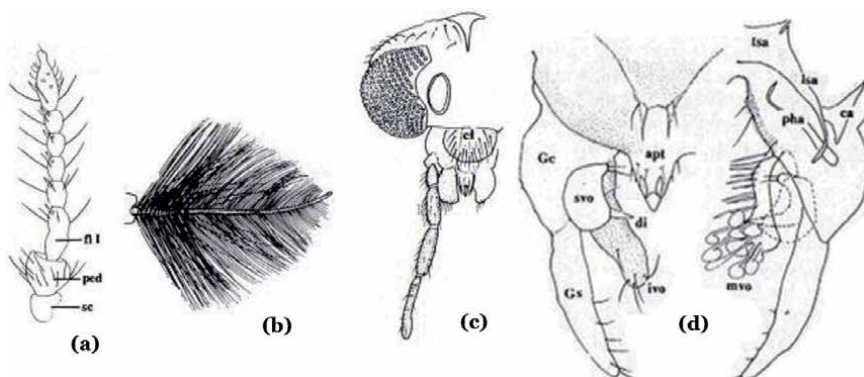 fl I
ped
sc
(a)
(b)
cl
(c)
Gc
apt
svo
di
Gs
ivo
(d)
tsa
lsa
pha
ca
mvo